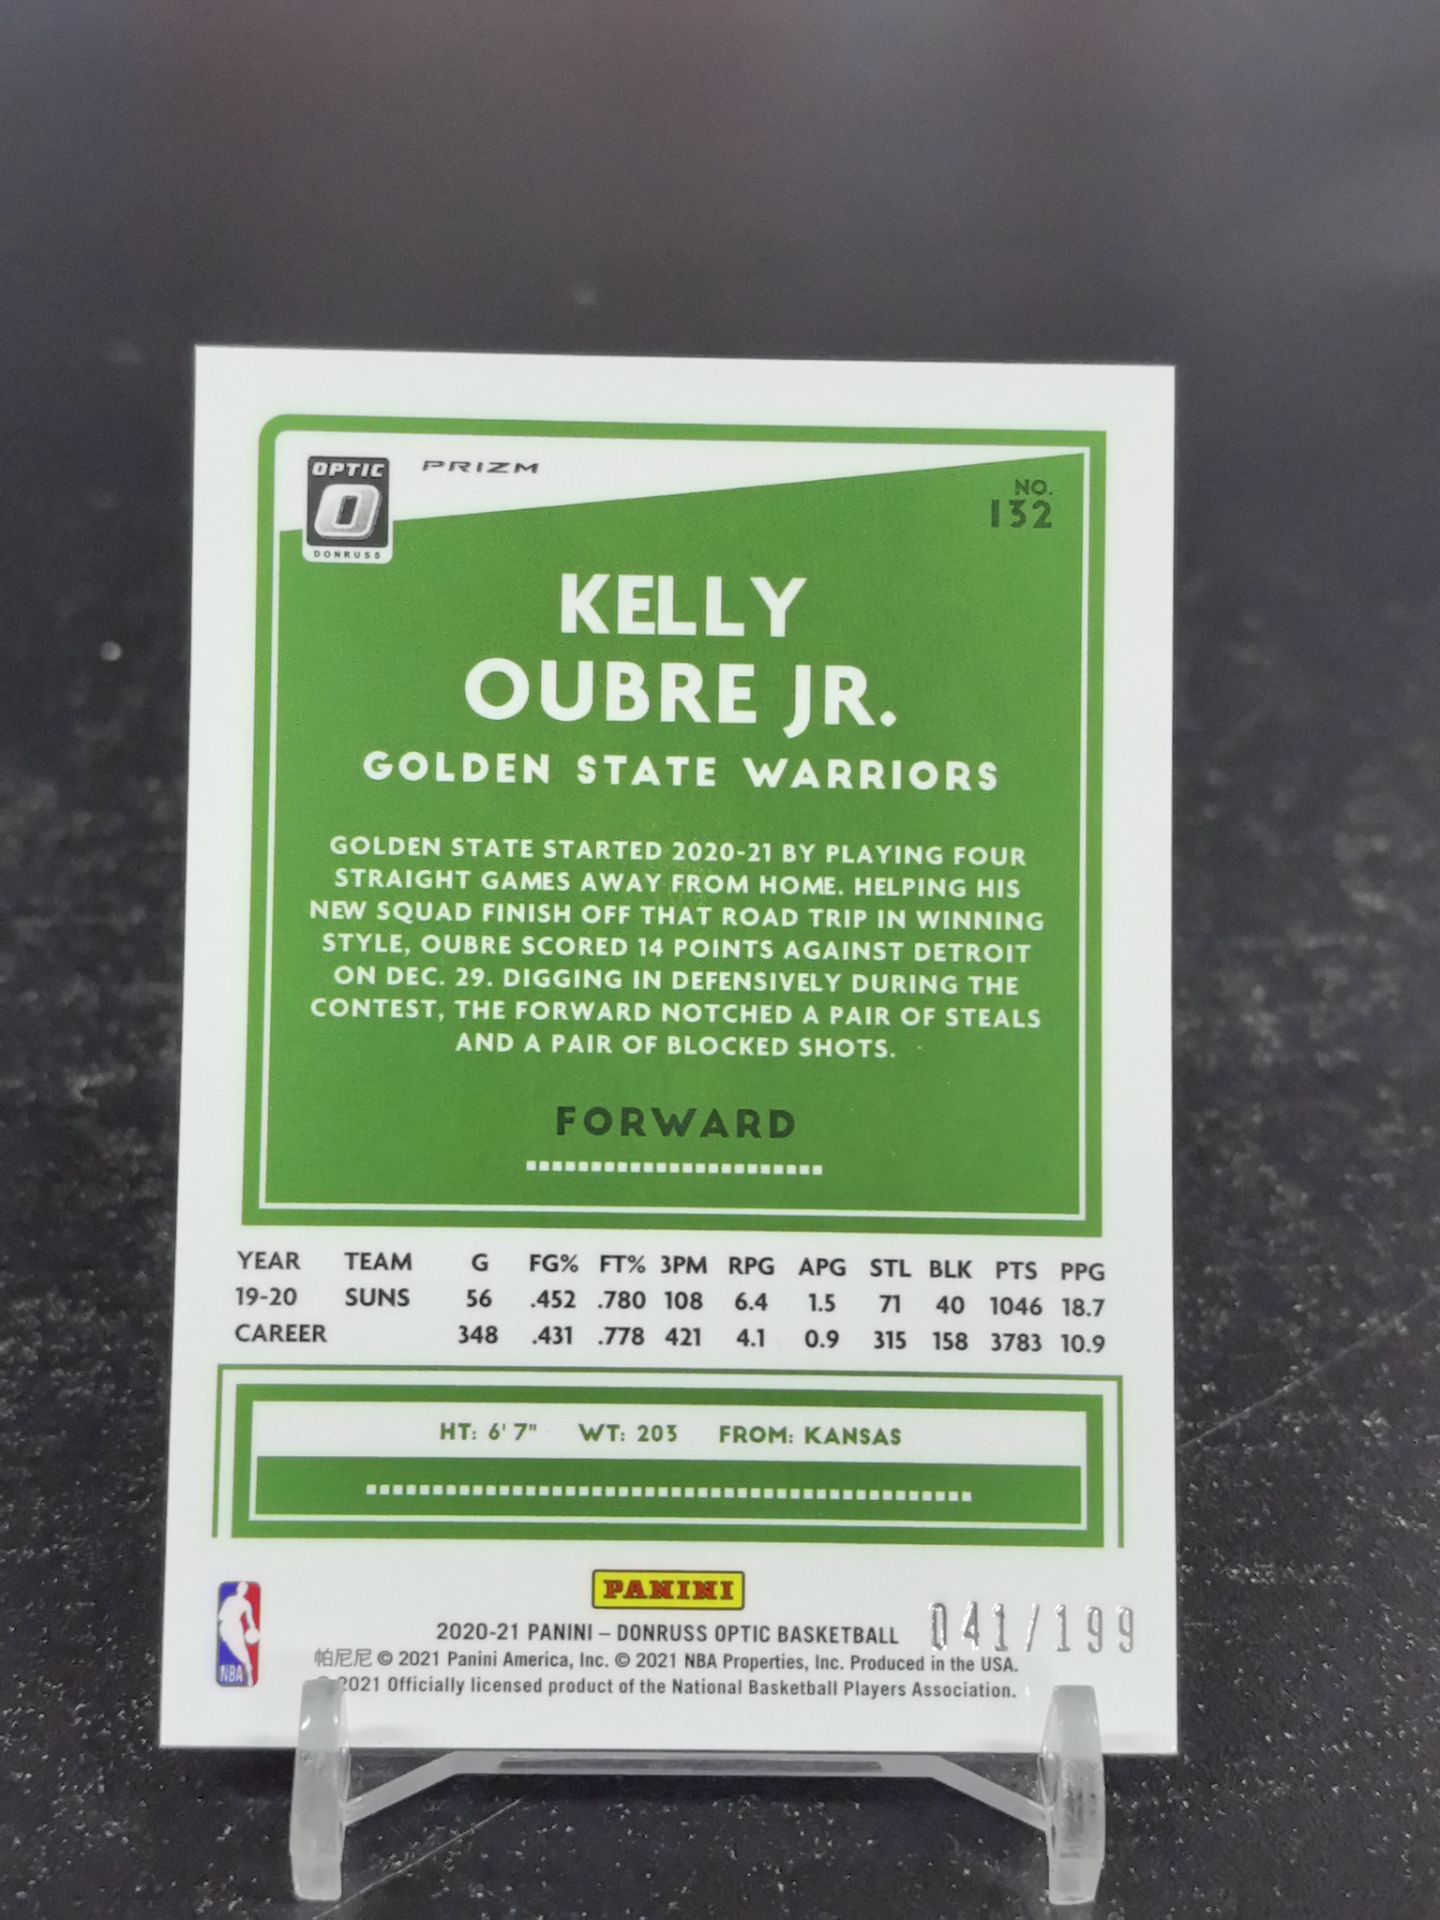 OPTIC
PRIZM
DONRUSS
NO.
132
KELLY
OUBRE JR.
GOLDEN STATE WARRIORS
GOLDEN STATE STARTED 2020-21 BY PLAYING FOUR
STRAIGHT GAMES AWAY FROM HOME. HELPING HIS
NEW SQUAD FINISH OFF THAT ROAD TRIP IN WINNING
STYLE, OUBRE SCORED 14 POINTS AGAINST DETROIT
ON DEC. 29. DIGGING IN DEFENSIVELY DURING THE
CONTEST, THE FORWARD NOTCHED A PAIR OF STEALS
AND A PAIR OF BLOCKED SHOTS.
FORWARD
YEAR TEAM G FG% FT% 3PM RPG APG STL BLK PTS PPG
19-20 SUNS 56 .452 .780 108 6.4 1.5 71 40 1046 18.7
CAREER 348 .431 .778 421 4.1 0.9 315 158 3783 10.9
HT: 6' 7" WT: 203 FROM: KANSAS
PANINI
2020-21 PANINI – DONRUSS OPTIC BASKETBALL
041/199
帕尼尼 © 2021 Panini America, Inc. © 2021 NBA Properties, Inc. Produced in the USA.
© 2021 Officially licensed product of the National Basketball Players Association.
NBA